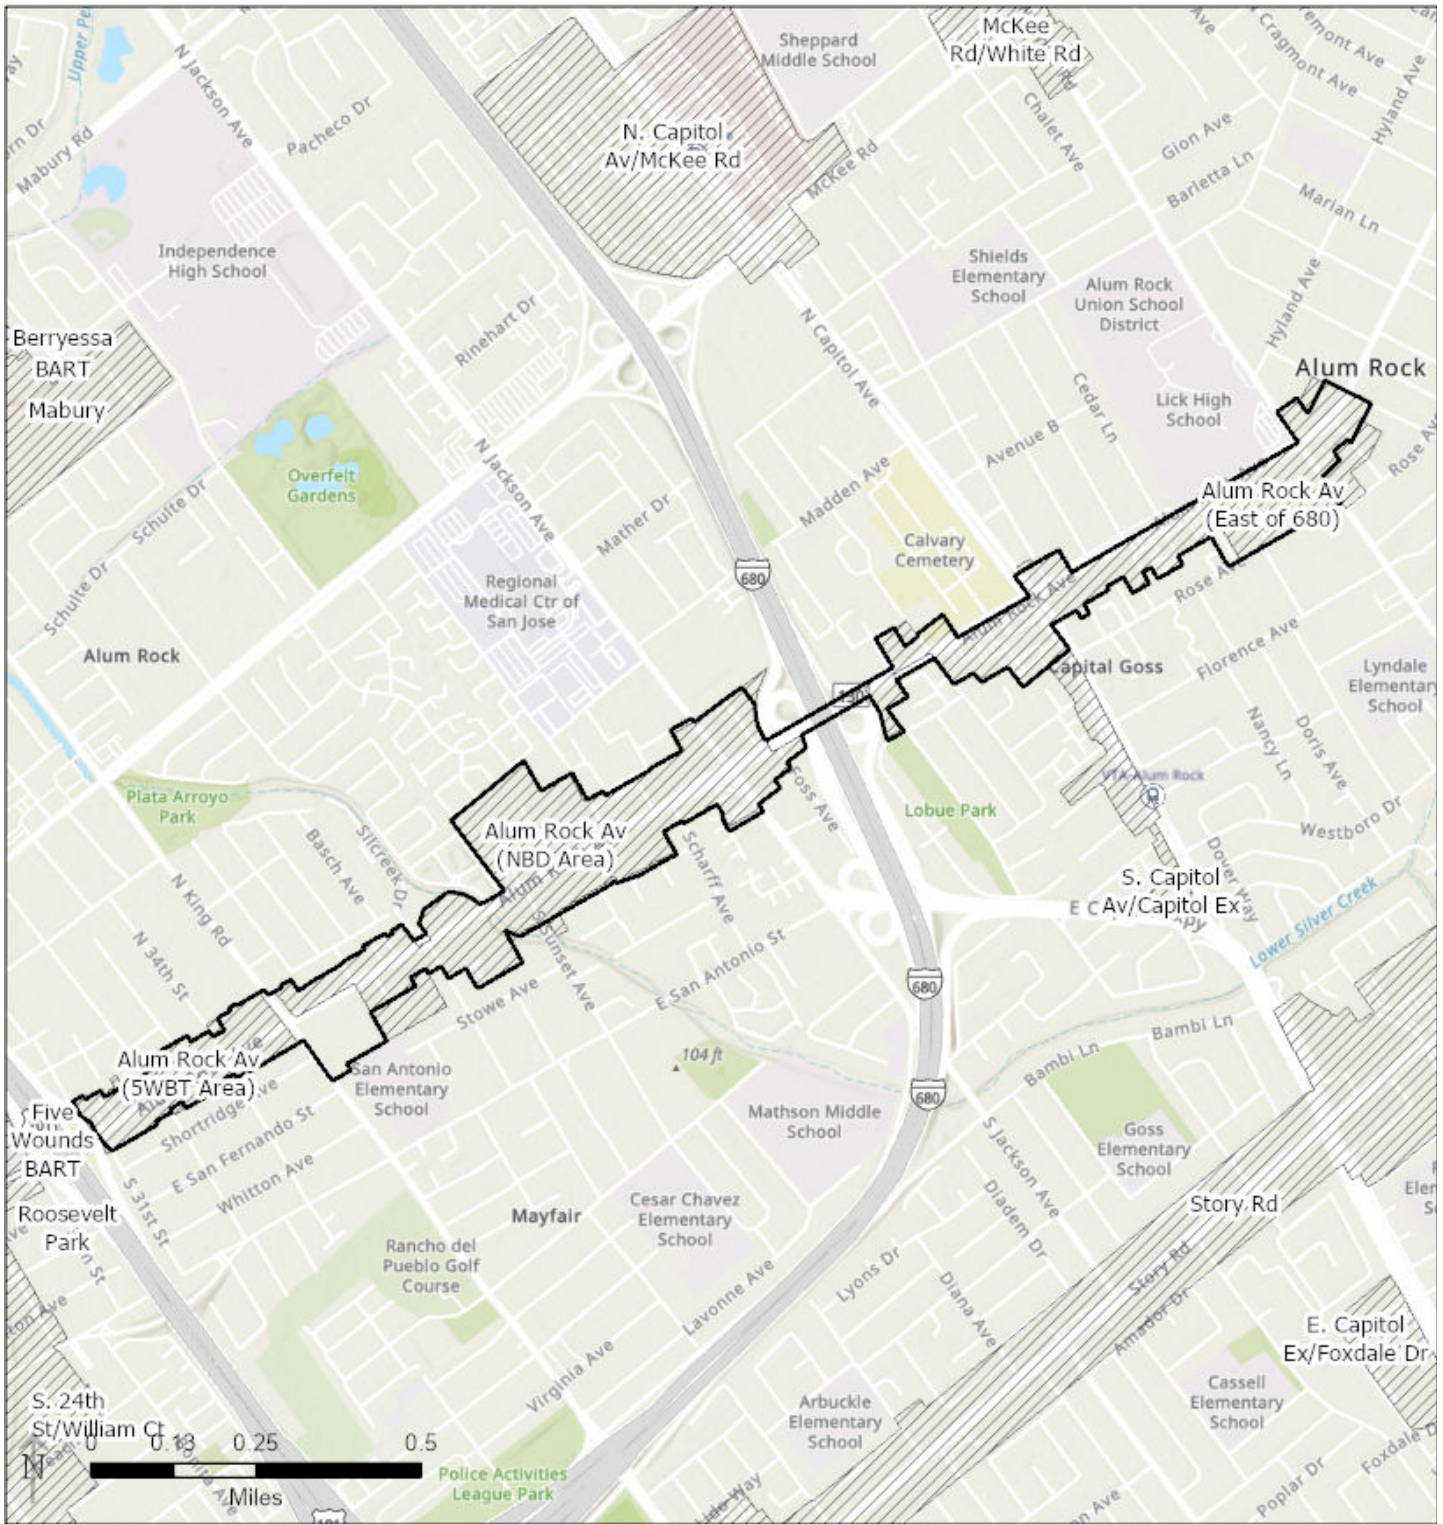 McKee
Rd/White Rd
Sheppard
Middle School
N Jackson Ave
Pacheco Dr
Mabury Rd
N. Capitol
Av/McKee Rd
McKee Rd
Chalet Ave
Gion Ave
Barletta Ln
Cragmont Ave
Hyland Ave
Marian Ln
Independence
High School
Shields
Elementary
School
Alum Rock
Union School
District
Hyland Ave
Berryessa
BART
Mabury
Rinehart Dr
N Capitol Ave
Alum Rock
Cedar Ln
Lick High
School
Avenue B
Overfelt
Gardens
N Jackson Ave
Schulte Dr
Mather Dr
Madden Ave
Alum Rock Av
(East of 680)
Calvary
Cemetery
680
Regional
Medical Ctr of
San Jose
Schulte Dr
Alum Rock Ave
Florence Ave
Alum Rock
Capital Goss
Lyndale
Elementary
School
130
Nancy Ln
Doris Ave
VTA-Alum Rock
Foss Ave
Plata Arroyo
Park
Lobue Park
Westboro Dr
Silcreek Dr
Basch Ave
Alum Rock Av
(NBD Area)
Scharff Ave
Dover Way
S. Capitol
Av/Capitol Ex
N King Rd
Lower Silver Creek
N 34th St
S Sunset Ave
E San Antonio St
Stowe Ave
680
Bambi Ln
Bambi Ln
104 ft
Alum Rock Av
(5WBT Area)
San Antonio
Elementary
School
680
Shortridge Ave
Five
Wounds
BART
Mathson Middle
School
S Jackson Ave
Goss
Elementary
School
E San Fernando St
Whitton Ave
S 31st St
Roosevelt
Park
Mayfair
Cesar Chavez
Elementary
School
Diadem Dr
Story Rd
Rancho del
Pueblo Golf
Course
Story Rd
Lyons Dr
Lavonne Ave
Diana Ave
Amador Dr
E. Capitol
Ex/Foxdale Dr
Virginia Ave
Cassell
Elementary
School
S. 24th
St/William Ct
Arbuckle
Elementary
School
0 0.13 0.25 0.5
N
Miles
Police Activities
League Park
Poplar Dr